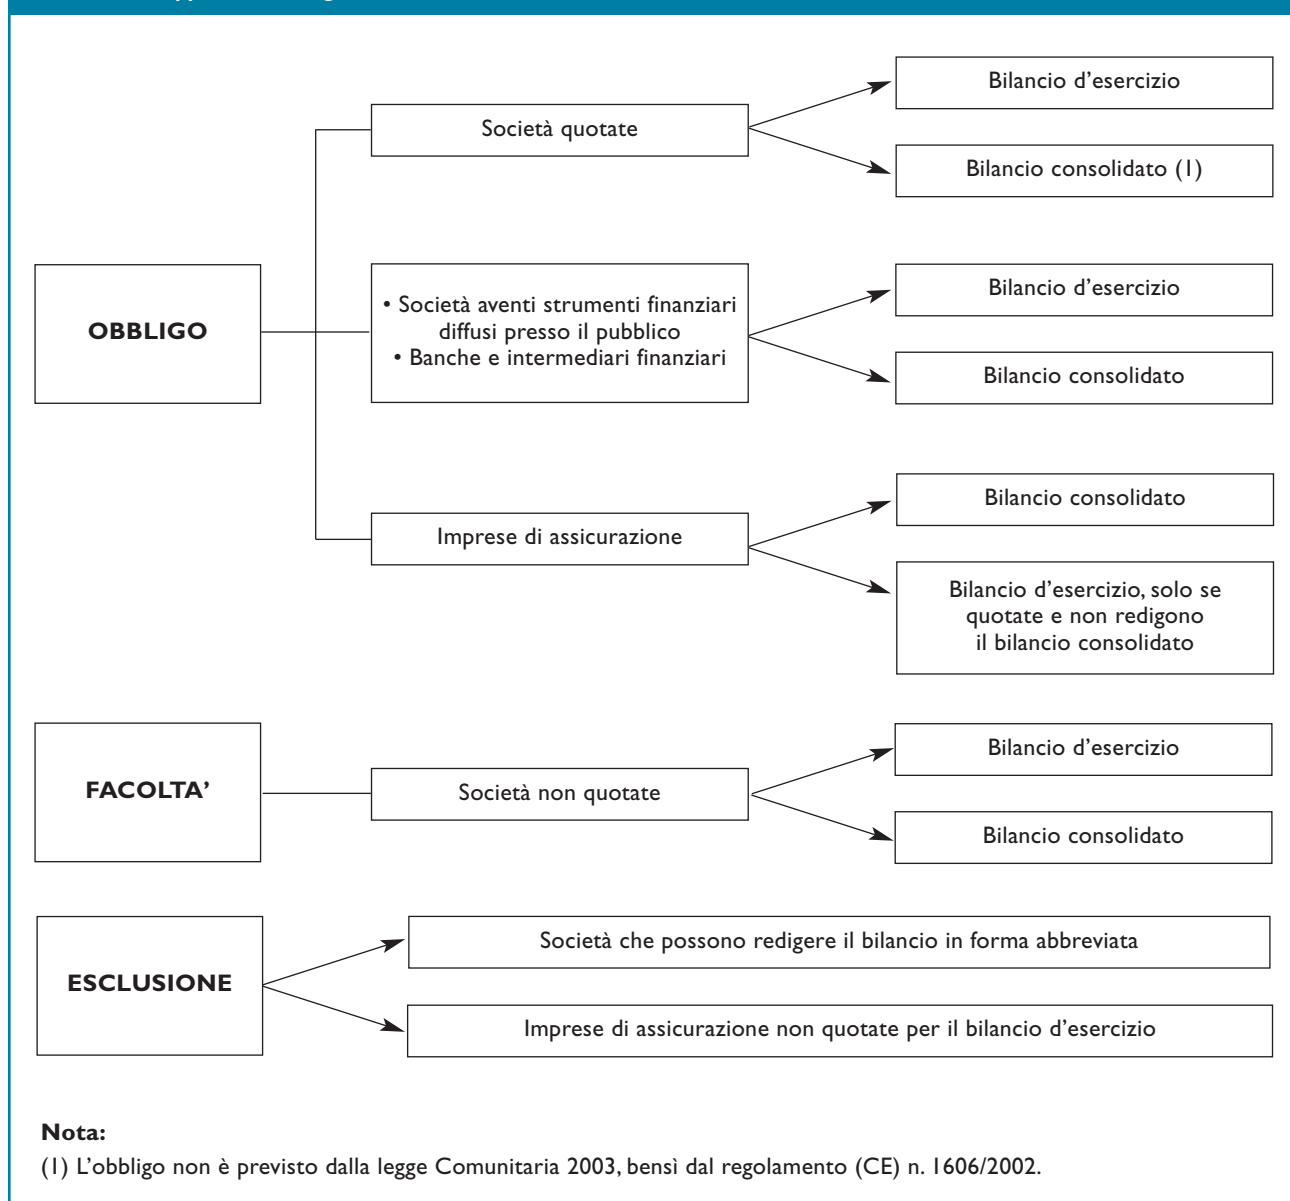 Società quotate
Bilancio d'esercizio
Bilancio consolidato (1)
OBBLIGO
• Società aventi strumenti finanziari
diffusi presso il pubblico
• Banche e intermediari finanziari
Bilancio d'esercizio
Bilancio consolidato
Imprese di assicurazione
Bilancio consolidato
Bilancio d'esercizio, solo se
quotate e non redigono
il bilancio consolidato
FACOLTA'
Società non quotate
Bilancio d'esercizio
Bilancio consolidato
ESCLUSIONE
Società che possono redigere il bilancio in forma abbreviata
Imprese di assicurazione non quotate per il bilancio d'esercizio
Nota:
(1) L'obbligo non è previsto dalla legge Comunitaria 2003, bensì dal regolamento (CE) n. 1606/2002.